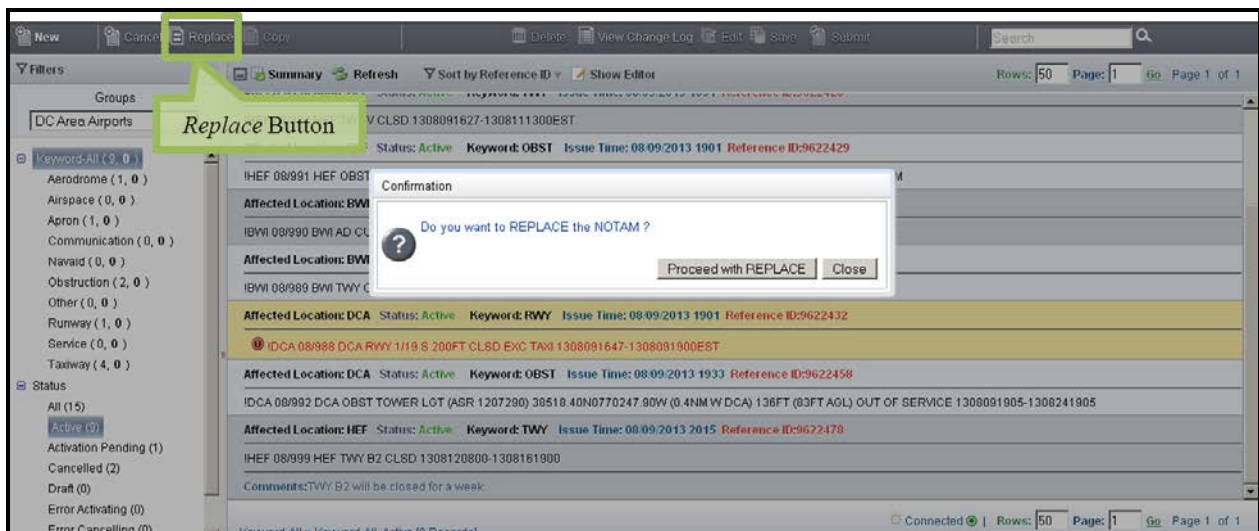 New Cancel Replace Copy Delete View Change Log Edit Save Submit Search
Filters Summary Refresh Sort by Reference ID Show Editor Rows: 50 Page: 1 Go Page 1 of 1
Groups
DC Area Airports
Replace Button
V CLSD 1308091627-1308111300EST
Keyword-All ( 9, 0 )
Status: Active Keyword: OBST Issue Time: 08/09/2013 1901 Reference ID:9622429
Aerodrome ( 1, 0 )
!HEF 08/991 HEF OBST
Confirmation
Airspace ( 0, 0 )
Affected Location: BWI
Apron ( 1, 0 )
Do you want to REPLACE the NOTAM ?
!BWI 08/990 BWI AD
Communication ( 0, 0 )
Navaid ( 0, 0 )
Affected Location: BWI
Proceed with REPLACE Close
Obstruction ( 2, 0 )
!BWI 08/989 BWI TWY
Other ( 0, 0 )
Affected Location: DCA Status: Active Keyword: RWY Issue Time: 08/09/2013 1901 Reference ID:9622432
Runway ( 1, 0 )
Service ( 0, 0 )
!DCA 08/988 DCA RWY 1/19 S 200FT CLSD EXC TAXI 1308091647-1308091900EST
Taxiway ( 4, 0 )
Affected Location: DCA Status: Active Keyword: OBST Issue Time: 08/09/2013 1933 Reference ID:9622458
Status
All (15)
!DCA 08/992 DCA OBST TOWER LGT (ASR 1207290) 38518.40N0770247.90W (0.4NM W DCA) 136FT (83FT AGL) OUT OF SERVICE 1308091905-1308241905
Active (9)
Affected Location: HEF Status: Active Keyword: TWY Issue Time: 08/09/2013 2015 Reference ID:9622478
Activation Pending (1)
!HEF 08/999 HEF TWY B2 CLSD 1308120800-1308161900
Cancelled (2)
Draft (0)
Comments:TWY B2 will be closed for a week.
Error Activating (0)
Error Cancelling (0)
Connected | Rows: 50 Page: 1 Go Page 1 of 1